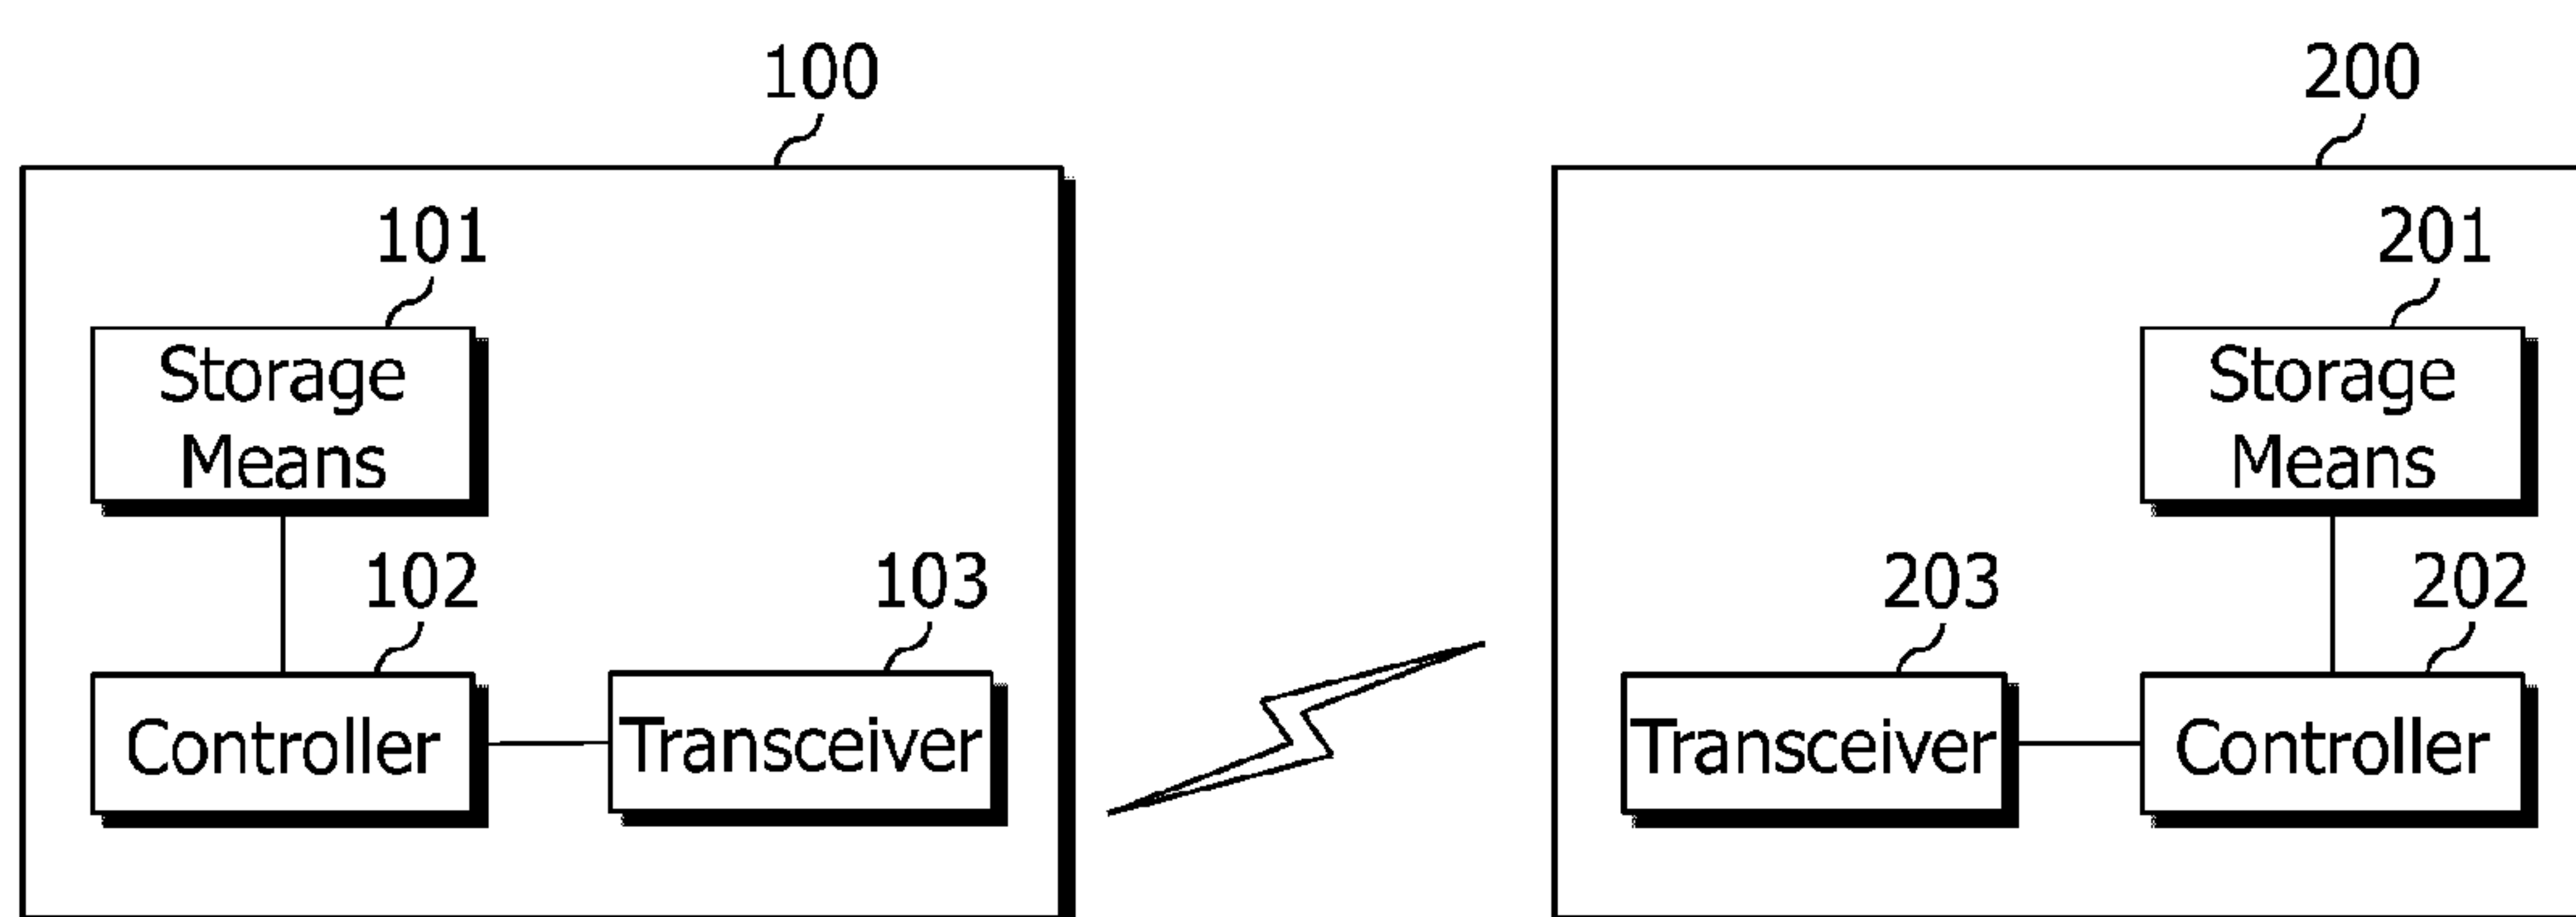 100
200
101
Storage
Means
201
Storage
Means
102
Controller
103
Transceiver
203
Transceiver
202
Controller